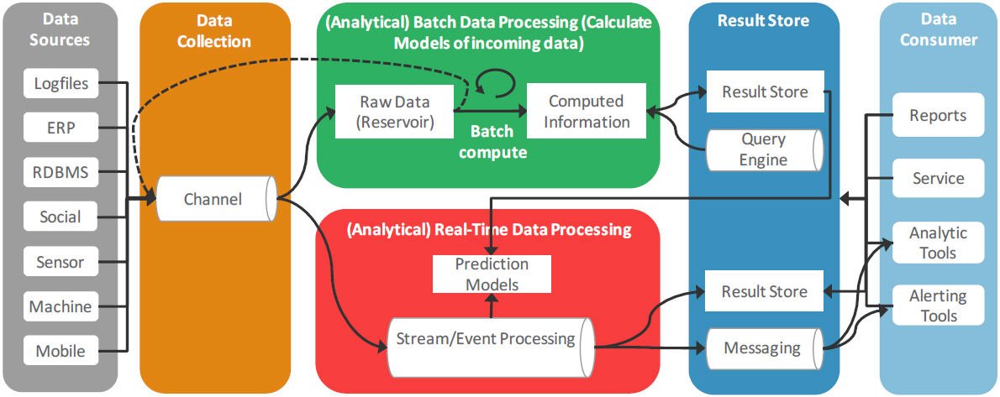 Data
Sources
Logfiles
ERP
RDBMS
Social
Sensor
Machine
Mobile
Data
Collection
Channel
(Analytical) Batch Data Processing (Calculate
Models of incoming data)
Raw Data
(Reservoir)
Batch
compute
Computed
Information
(Analytical) Real-Time Data Processing
Prediction
Models
Stream/Event Processing
Result Store
Result Store
Query
Engine
Result Store
Messaging
Data
Consumer
Reports
Service
Analytic
Tools
Alerting
Tools